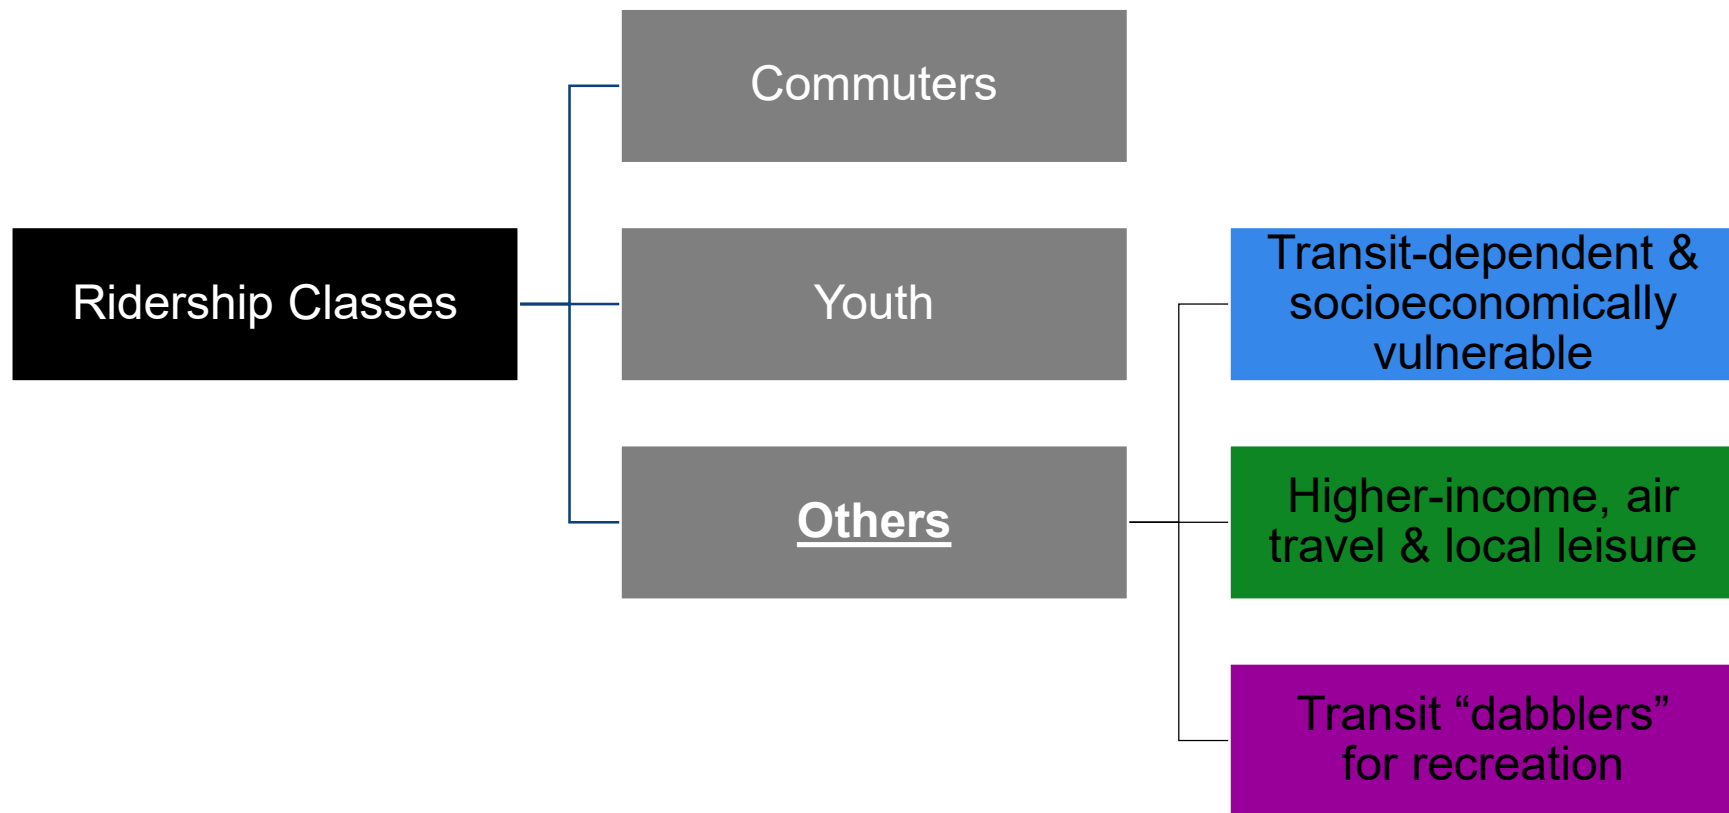 Commuters
Ridership Classes
Youth
Transit-dependent &
socioeconomically
vulnerable
Others
Higher-income, air
travel & local leisure
Transit “dabblers”
for recreation